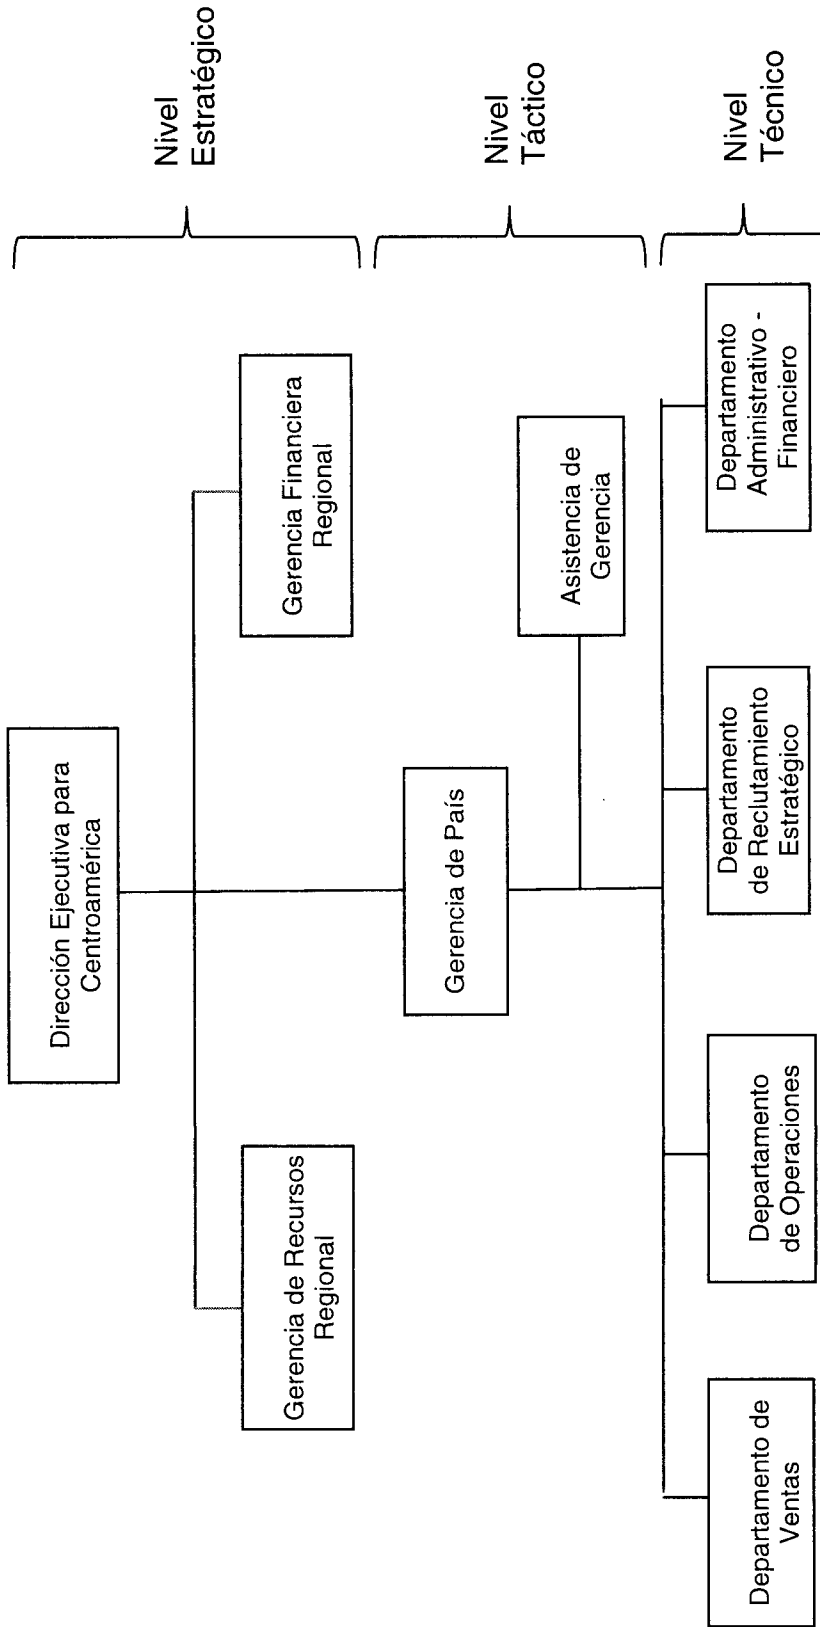 Dirección Ejecutiva para
Centroamérica
Nivel
Estratégico
Gerencia de Recursos
Regional
Gerencia Financiera
Regional
Gerencia de País
Nivel
Táctico
Asistencia de
Gerencia
Departamento de
Ventas
Departamento
de Operaciones
Departamento
de Reclutamiento
Estratégico
Departamento
Administrativo -
Financiero
Nivel
Técnico